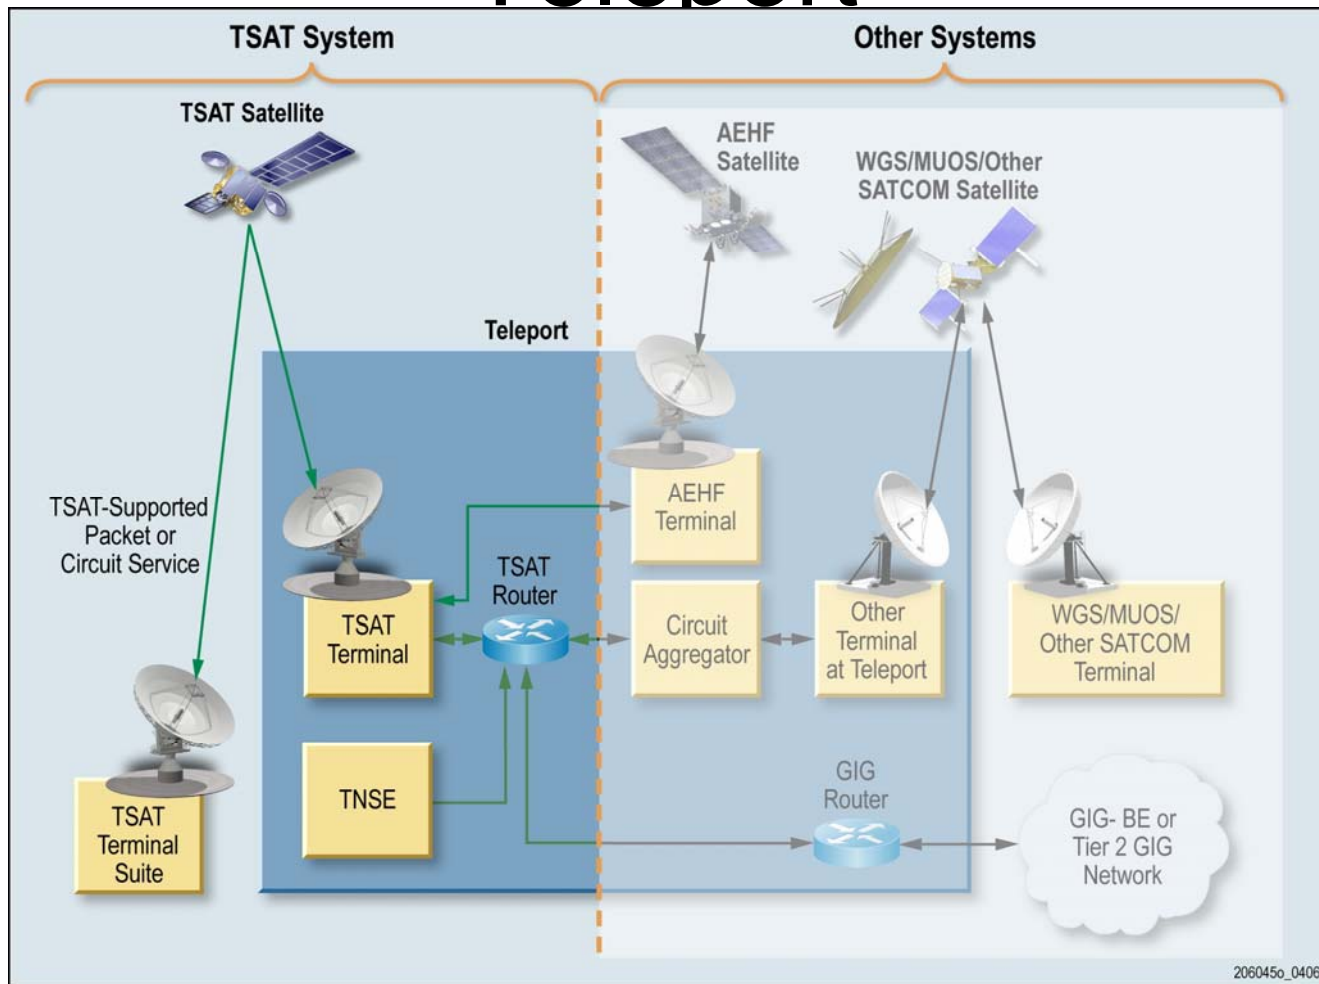 Teleport
TSAT System
Other Systems
TSAT Satellite
AEHF
Satellite
WGS/MUOS/Other
SATCOM Satellite
Teleport
TSAT-Supported
Packet or
Circuit Service
AEHF
Terminal
TSAT
Router
TSAT
Terminal
Circuit
Aggregator
Other
Terminal
at Teleport
WGS/MUOS/
Other SATCOM
Terminal
TNSE
GIG
Router
TSAT
Terminal
Suite
GIG- BE or
Tier 2 GIG
Network
206045o_0406